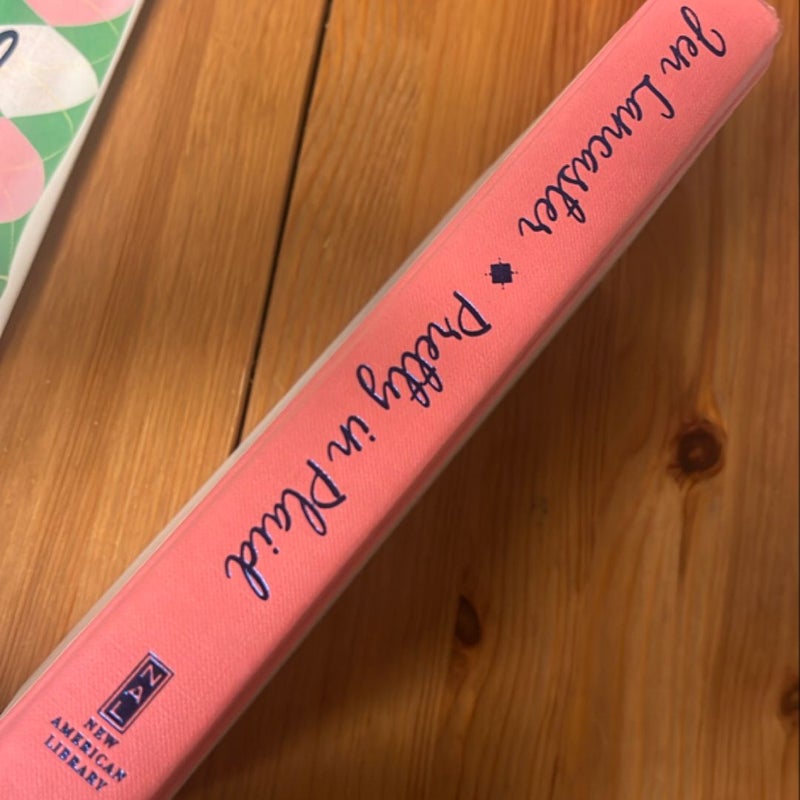 Jen Lancaster
Pretty in Plaid
NAL
NEW
AMERICAN
LIBRARY